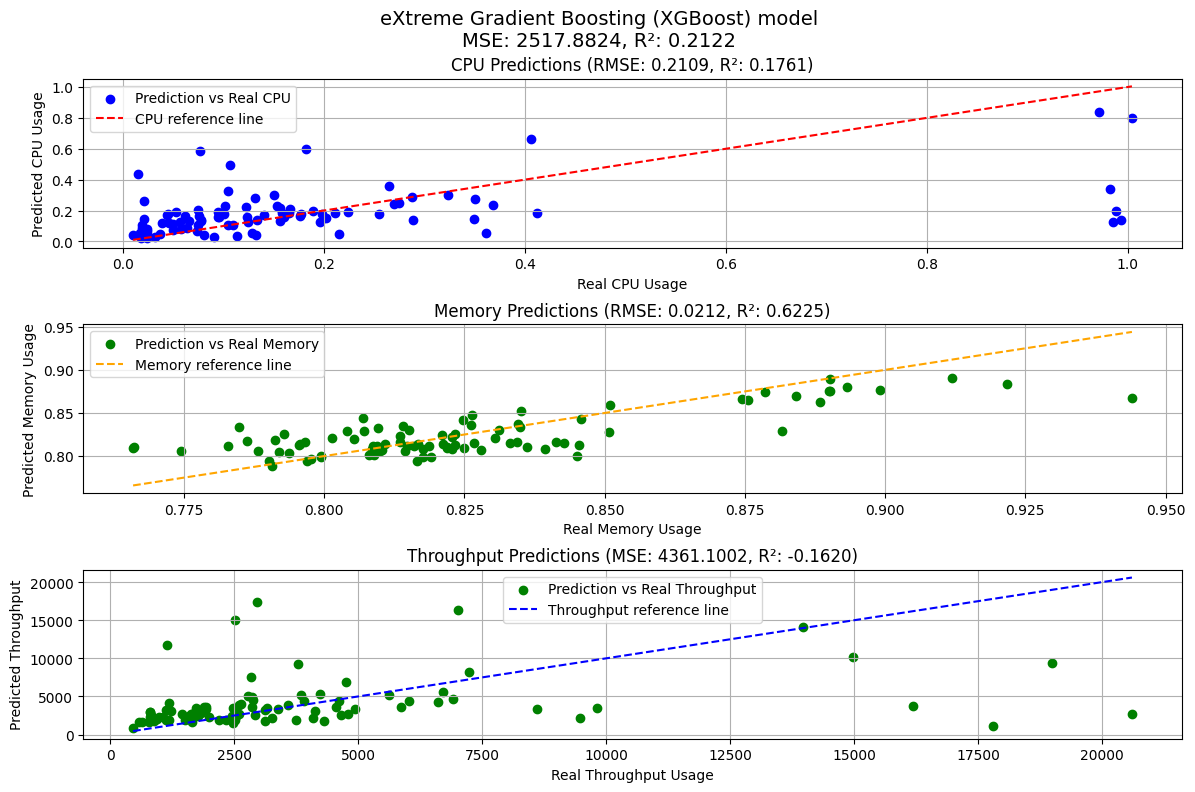 eXtreme Gradient Boosting (XGBoost) model
MSE: 2517.8824, R²: 0.2122
CPU Predictions (RMSE: 0.2109, R²: 0.1761)
Predicted CPU Usage
1.0
0.8
0.6
0.4
0.2
0.0
Prediction vs Real CPU
CPU reference line
0.0 0.2 0.4 0.6 0.8 1.0
Real CPU Usage
Memory Predictions (RMSE: 0.0212, R²: 0.6225)
Predicted Memory Usage
0.95
0.90
0.85
0.80
Prediction vs Real Memory
Memory reference line
0.775 0.800 0.825 0.850 0.875 0.900 0.925 0.950
Real Memory Usage
Throughput Predictions (MSE: 4361.1002, R²: -0.1620)
Predicted Throughput
20000
15000
10000
5000
0
Prediction vs Real Throughput
Throughput reference line
0 2500 5000 7500 10000 12500 15000 17500 20000
Real Throughput Usage